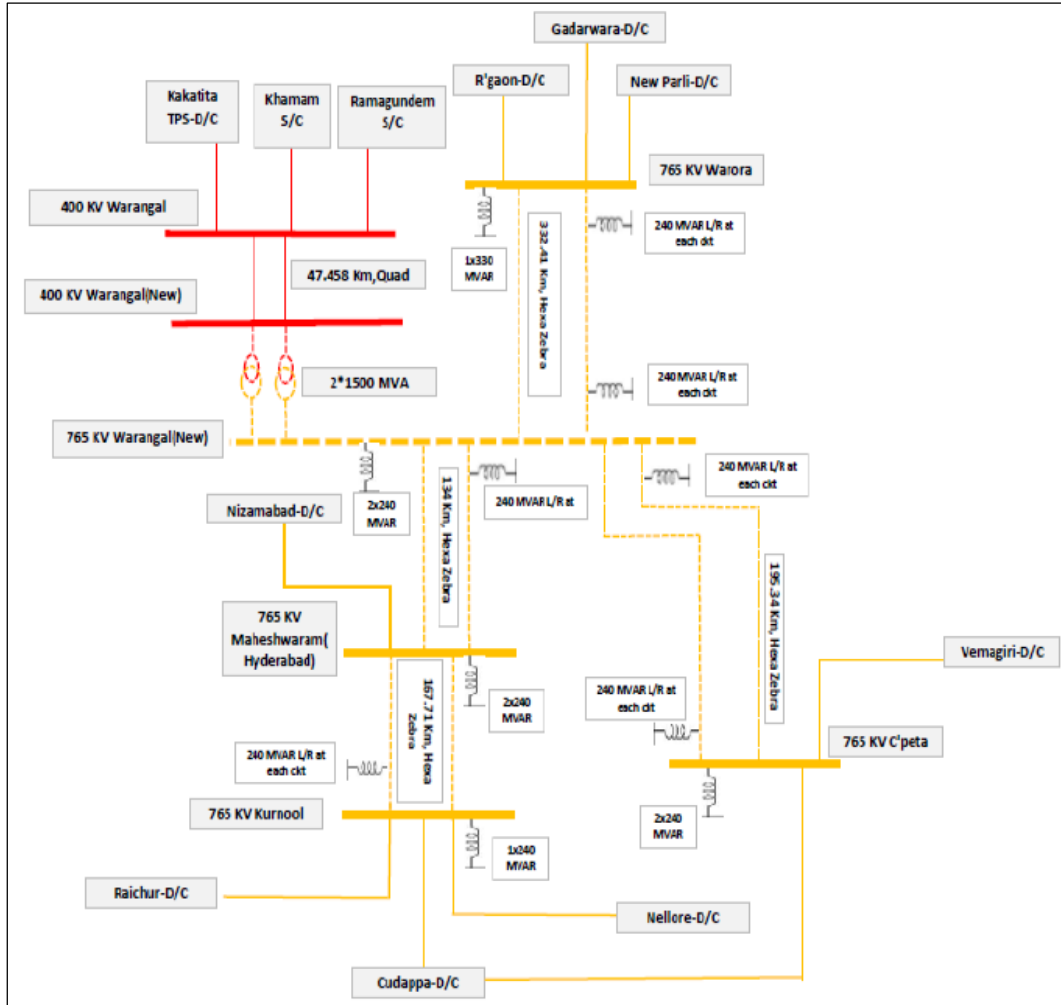 Gadarwara-D/C
R'gaon-D/C
New Parli-D/C
Kakatita
TPS-D/C
Khamam
S/C
Ramagundem
S/C
765 KV Warora
400 KV Warangal
1x330
MVAR
332.41 Km, Hexa Zebra
240 MVAR L/R at
each ckt
47.458 Km,Quad
400 KV Warangal(New)
2*1500 MVA
240 MVAR L/R at
each ckt
765 KV Warangal(New)
2x240
MVAR
134 Km, Hexa Zebra
240 MVAR L/R at
240 MVAR L/R at
each ckt
Nizamabad-D/C
195.34 Km, Hexa Zebra
765 KV
Maheshwaram(
Hyderabad)
Vemagiri-D/C
167.71 Km, Hexa
Zebra
2x240
MVAR
240 MVAR L/R at
each ckt
240 MVAR L/R at
each ckt
765 KV C'peta
765 KV Kurnool
2x240
MVAR
1x240
MVAR
Raichur-D/C
Nellore-D/C
Cudappa-D/C